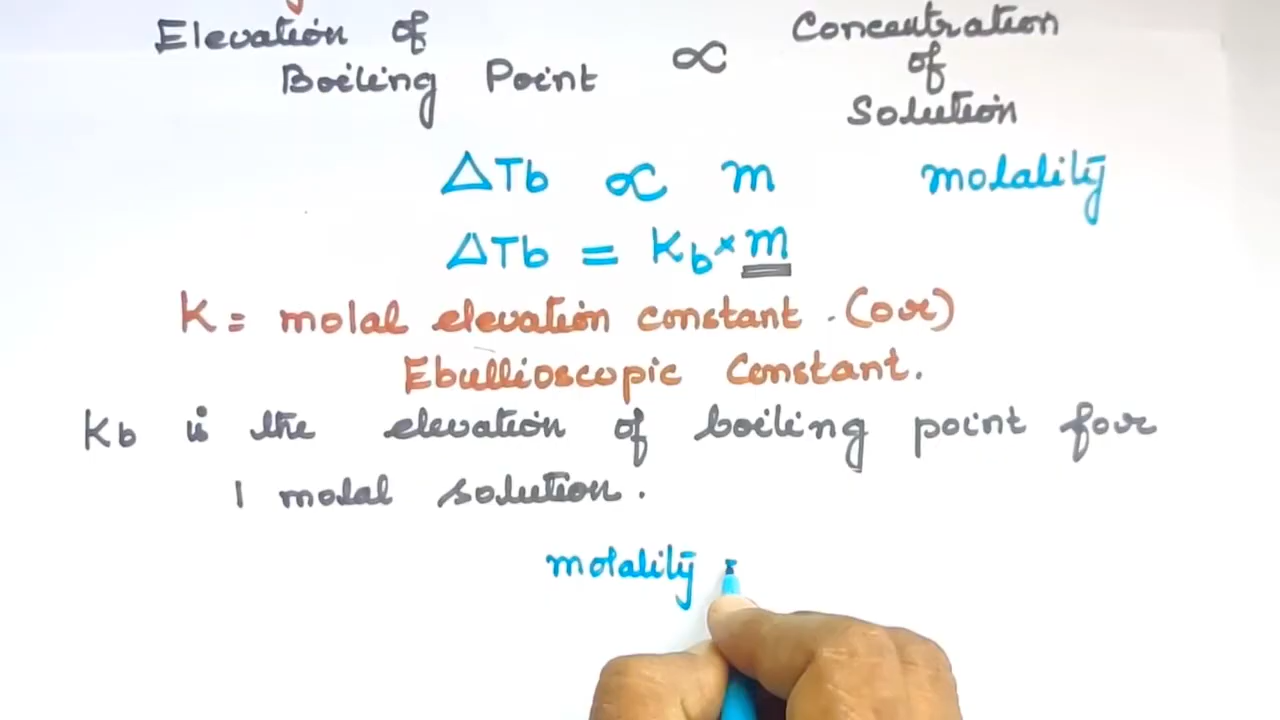 Elevation of Boiling Point ∝ Concentration of Solution
ΔTb ∝ m molality
ΔTb = Kb × m
K = molal elevation constant . (or)
Ebullioscopic Constant.
Kb is the elevation of boiling point for
1 molal solution.
molality